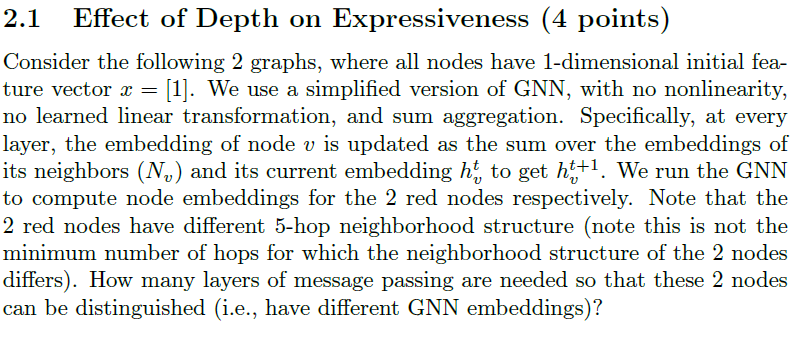 2.1 Effect of Depth on Expressiveness (4 points)
Consider the following 2 graphs, where all nodes have 1-dimensional initial fea-
ture vector x = [1]. We use a simplified version of GNN, with no nonlinearity,
no learned linear transformation, and sum aggregation. Specifically, at every
layer, the embedding of node v is updated as the sum over the embeddings of
its neighbors (N_v) and its current embedding h_v^t to get h_v^{t+1}. We run the GNN
to compute node embeddings for the 2 red nodes respectively. Note that the
2 red nodes have different 5-hop neighborhood structure (note this is not the
minimum number of hops for which the neighborhood structure of the 2 nodes
differs). How many layers of message passing are needed so that these 2 nodes
can be distinguished (i.e., have different GNN embeddings)?